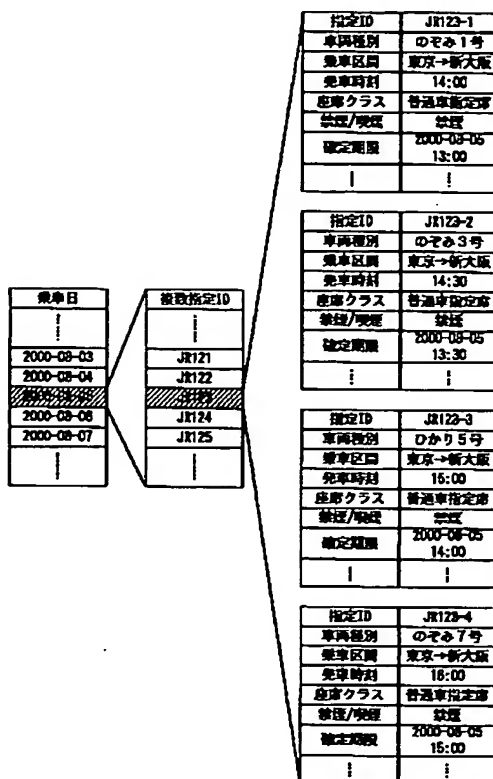 乗車日
2000-08-03
2000-08-04
2000-08-06
2000-08-07
複数指定ID
JR121
JR122
JR123
JR124
JR125
指定ID JR123-1
車両種別 のぞみ1号
乗車区間 東京→新大阪
発車時刻 14:00
座席クラス 普通車指定席
禁煙/喫煙 禁煙
確定期限 2000-08-05
13:00
指定ID JR123-2
車両種別 のぞみ3号
乗車区間 東京→新大阪
発車時刻 14:30
座席クラス 普通車指定席
禁煙/喫煙 禁煙
確定期限 2000-08-05
13:30
指定ID JR123-3
車両種別 ひかり5号
乗車区間 東京→新大阪
発車時刻 15:00
座席クラス 普通車指定席
禁煙/喫煙 禁煙
確定期限 2000-08-05
14:00
指定ID JR123-4
車両種別 のぞみ7号
乗車区間 東京→新大阪
発車時刻 16:00
座席クラス 普通車指定席
禁煙/喫煙 禁煙
確定期限 2000-08-05
15:00